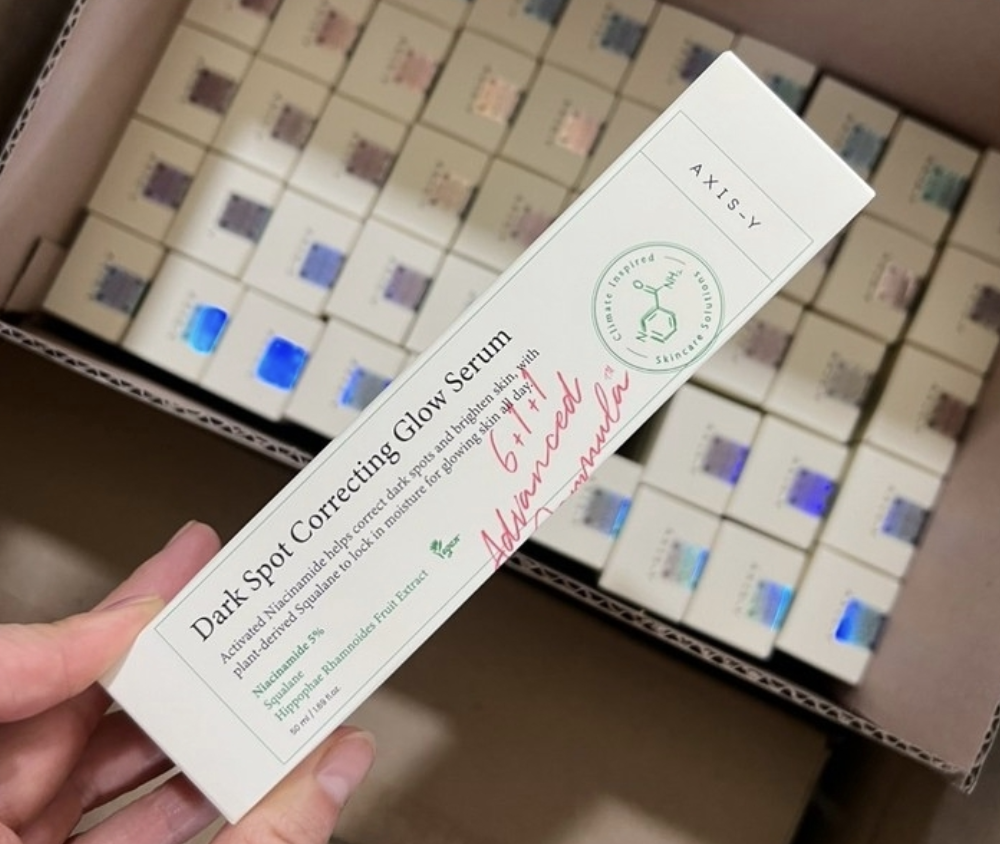 AXIS-Y
Climate Inspired
Skincare Solutions
N
O
NH₂
Dark Spot Correcting Glow Serum
Activated Niacinamide helps correct dark spots and brighten skin, with
plant-derived Squalane to lock in moisture for glowing skin all day.
6+1+1
Advanced
Formula™
Vegan
Niacinamide 5%
Squalane
Hippophae Rhamnoides Fruit Extract
50 ml / 1.69 fl.oz.